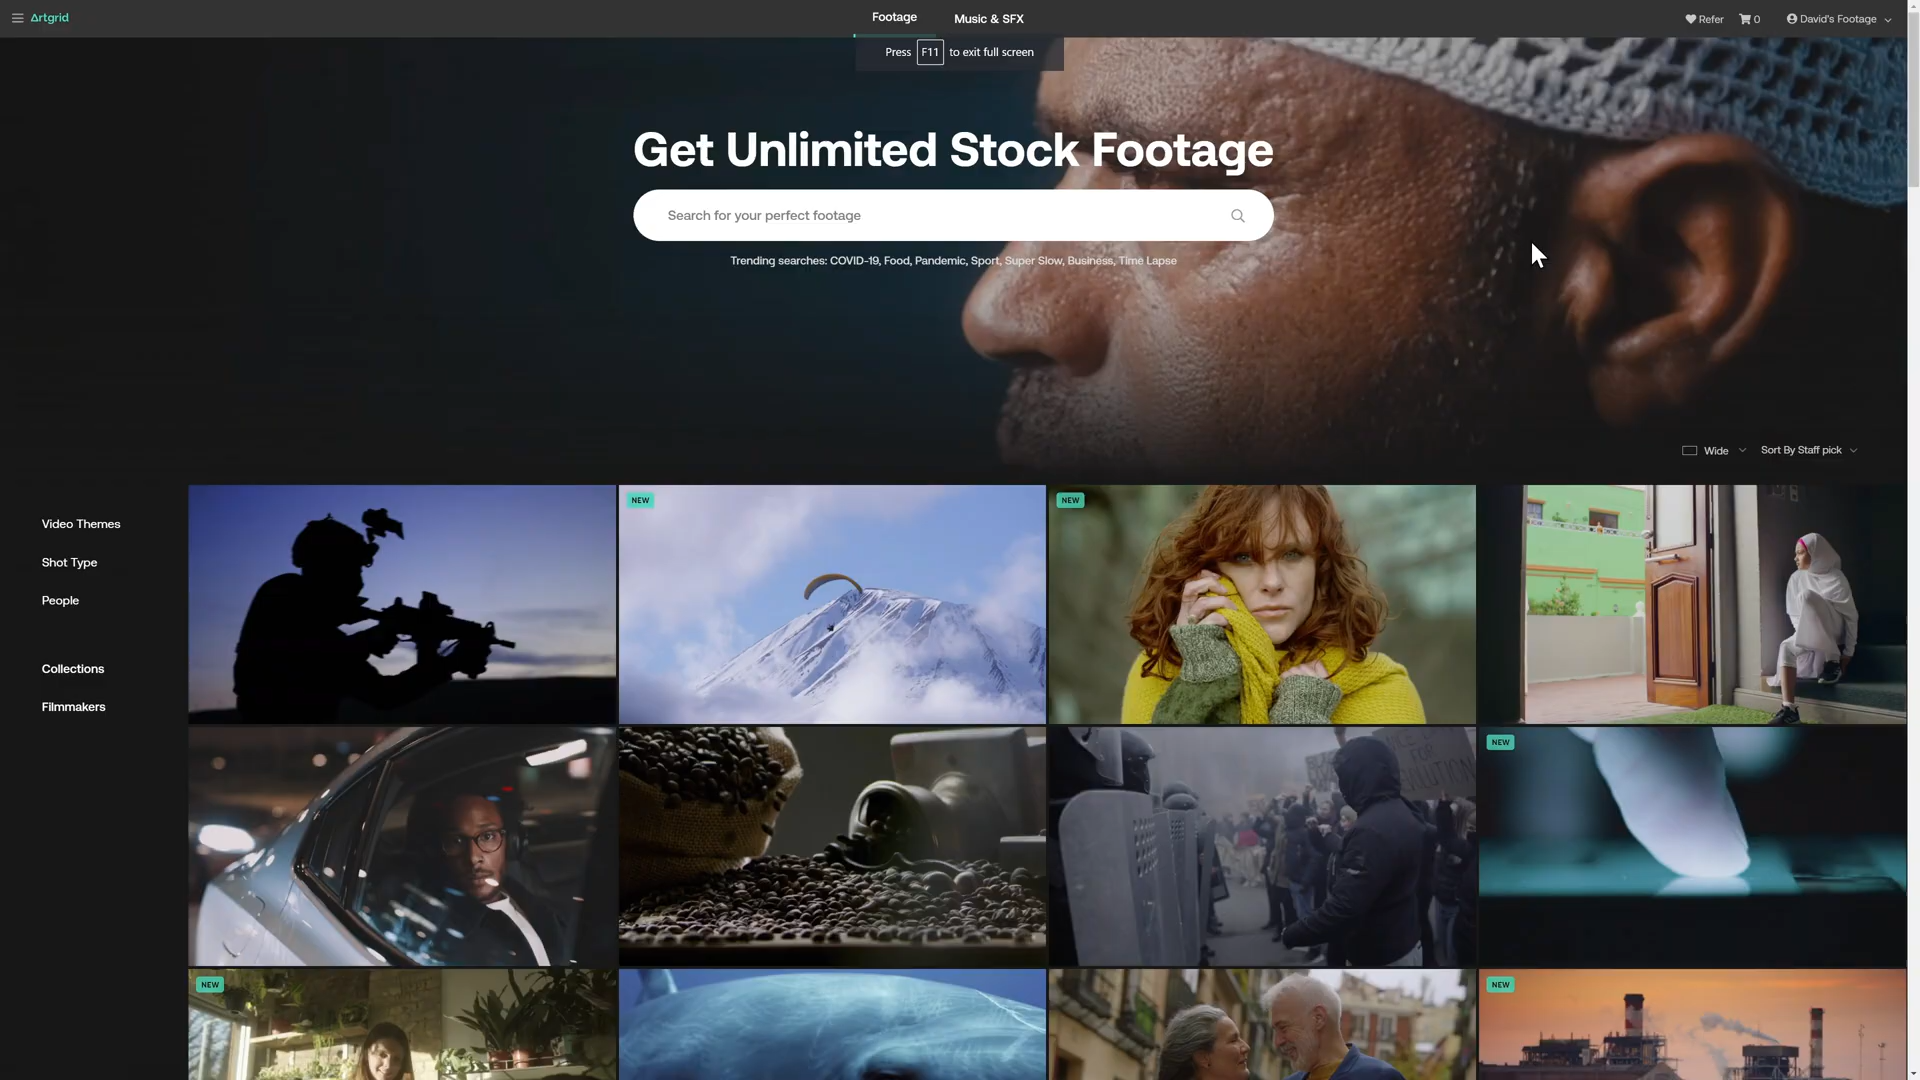 Artgrid
Footage
Music & SFX
Refer
0
David's Footage
Press F11 to exit full screen
Get Unlimited Stock Footage
Search for your perfect footage
Trending searches: COVID-19, Food, Pandemic, Sport, Super Slow, Business, Time Lapse
Wide
Sort By Staff pick
Video Themes
Shot Type
People
Collections
Filmmakers
NEW
NEW
NEW
FOR
NEW
NEW